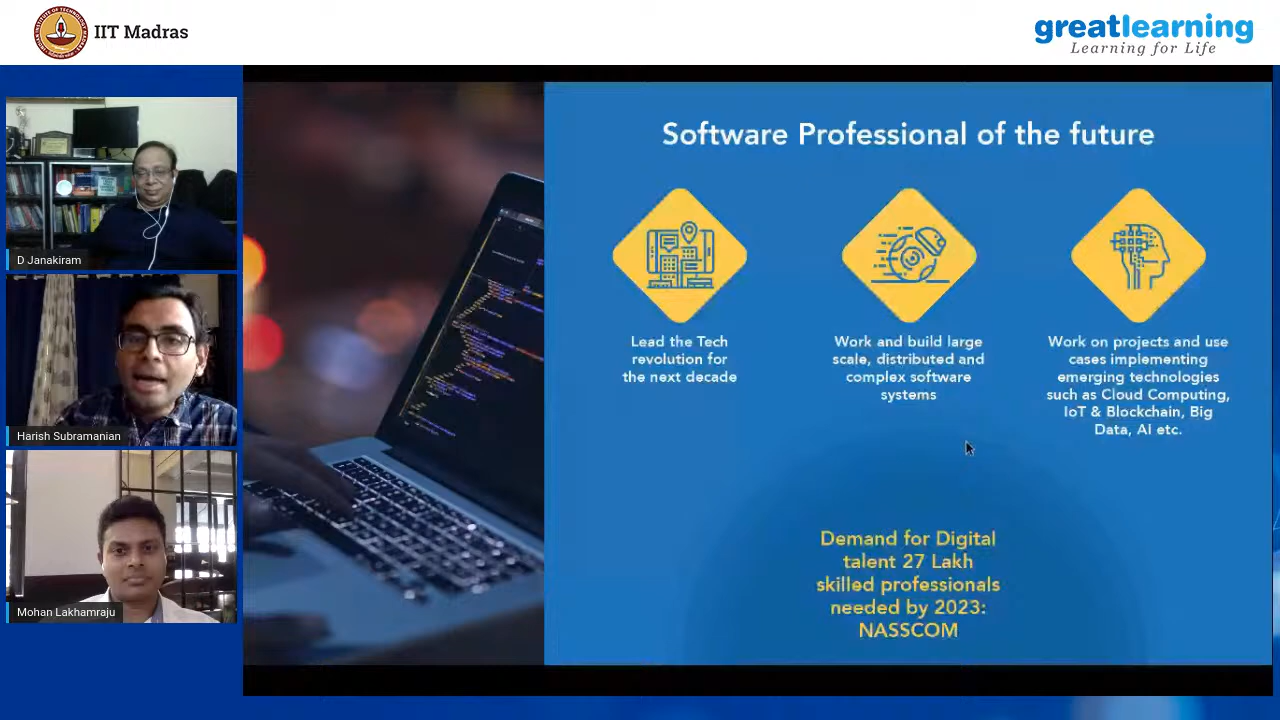 IIT Madras
greatlearning
Learning for Life
D Janakiram
Harish Subramanian
Mohan Lakhamraju
Software Professional of the future
Lead the Tech
revolution for
the next decade
Work and build large
scale, distributed and
complex software
systems
Work on projects and use
cases implementing
emerging technologies
such as Cloud Computing,
IoT & Blockchain, Big
Data, AI etc.
Demand for Digital
talent 27 Lakh
skilled professionals
needed by 2023:
NASSCOM